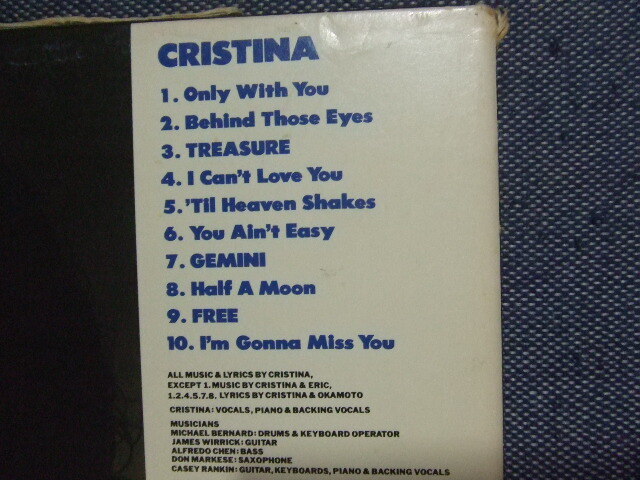 CRISTINA
1. Only With You
2. Behind Those Eyes
3. TREASURE
4. I Can't Love You
5. 'Til Heaven Shakes
6. You Ain't Easy
7. GEMINI
8. Half A Moon
9. FREE
10. I'm Gonna Miss You
ALL MUSIC & LYRICS BY CRISTINA,
EXCEPT 1. MUSIC BY CRISTINA & ERIC,
1.2.4.5.7.8. LYRICS BY CRISTINA & OKAMOTO
CRISTINA: VOCALS, PIANO & BACKING VOCALS
MUSICIANS
MICHAEL BERNARD: DRUMS & KEYBOARD OPERATOR
JAMES WIRRICK: GUITAR
ALFREDO CHEN: BASS
DON MARKESE: SAXOPHONE
CASEY RANKIN: GUITAR, KEYBOARDS, PIANO & BACKING VOCALS